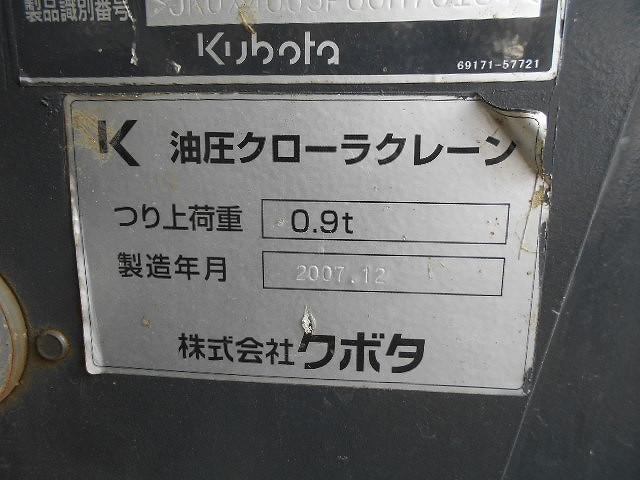 製品識別番号
Kubota
69171-57721
K 油圧クローラクレーン
つり上荷重 0.9t
製造年月 2007.12
株式会社クボタ